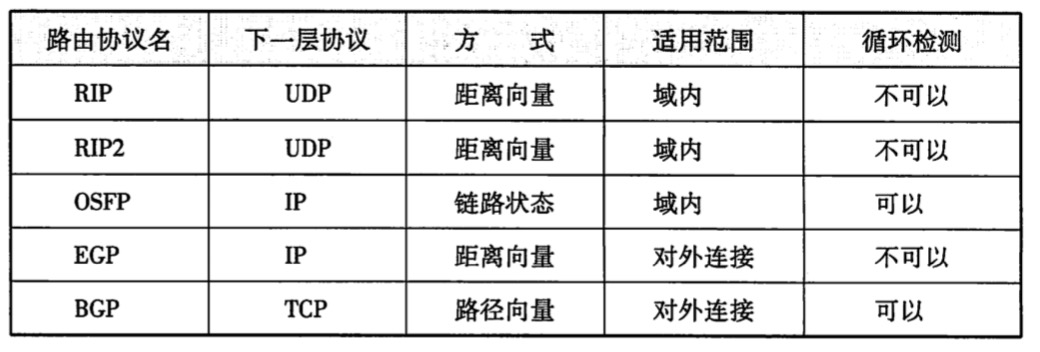 路由协议名 下一层协议 方 式 适用范围 循环检测
RIP UDP 距离向量 域内 不可以
RIP2 UDP 距离向量 域内 不可以
OSFP IP 链路状态 域内 可以
EGP IP 距离向量 对外连接 不可以
BGP TCP 路径向量 对外连接 可以